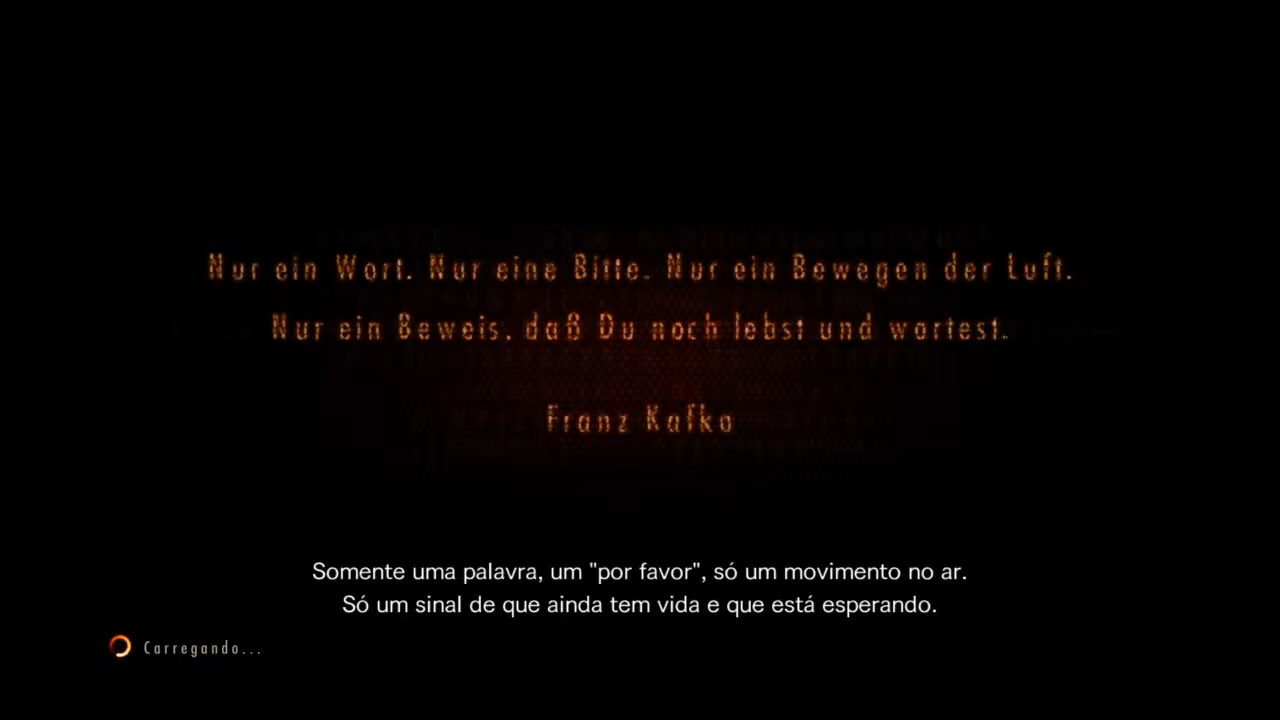 Nur ein Wort. Nur eine Bitte. Nur ein Bewegen der Luft.
Nur ein Beweis, daß Du noch lebst und wartest.
Franz Kafka
Somente uma palavra, um "por favor", só um movimento no ar.
Só um sinal de que ainda tem vida e que está esperando.
Carregando...